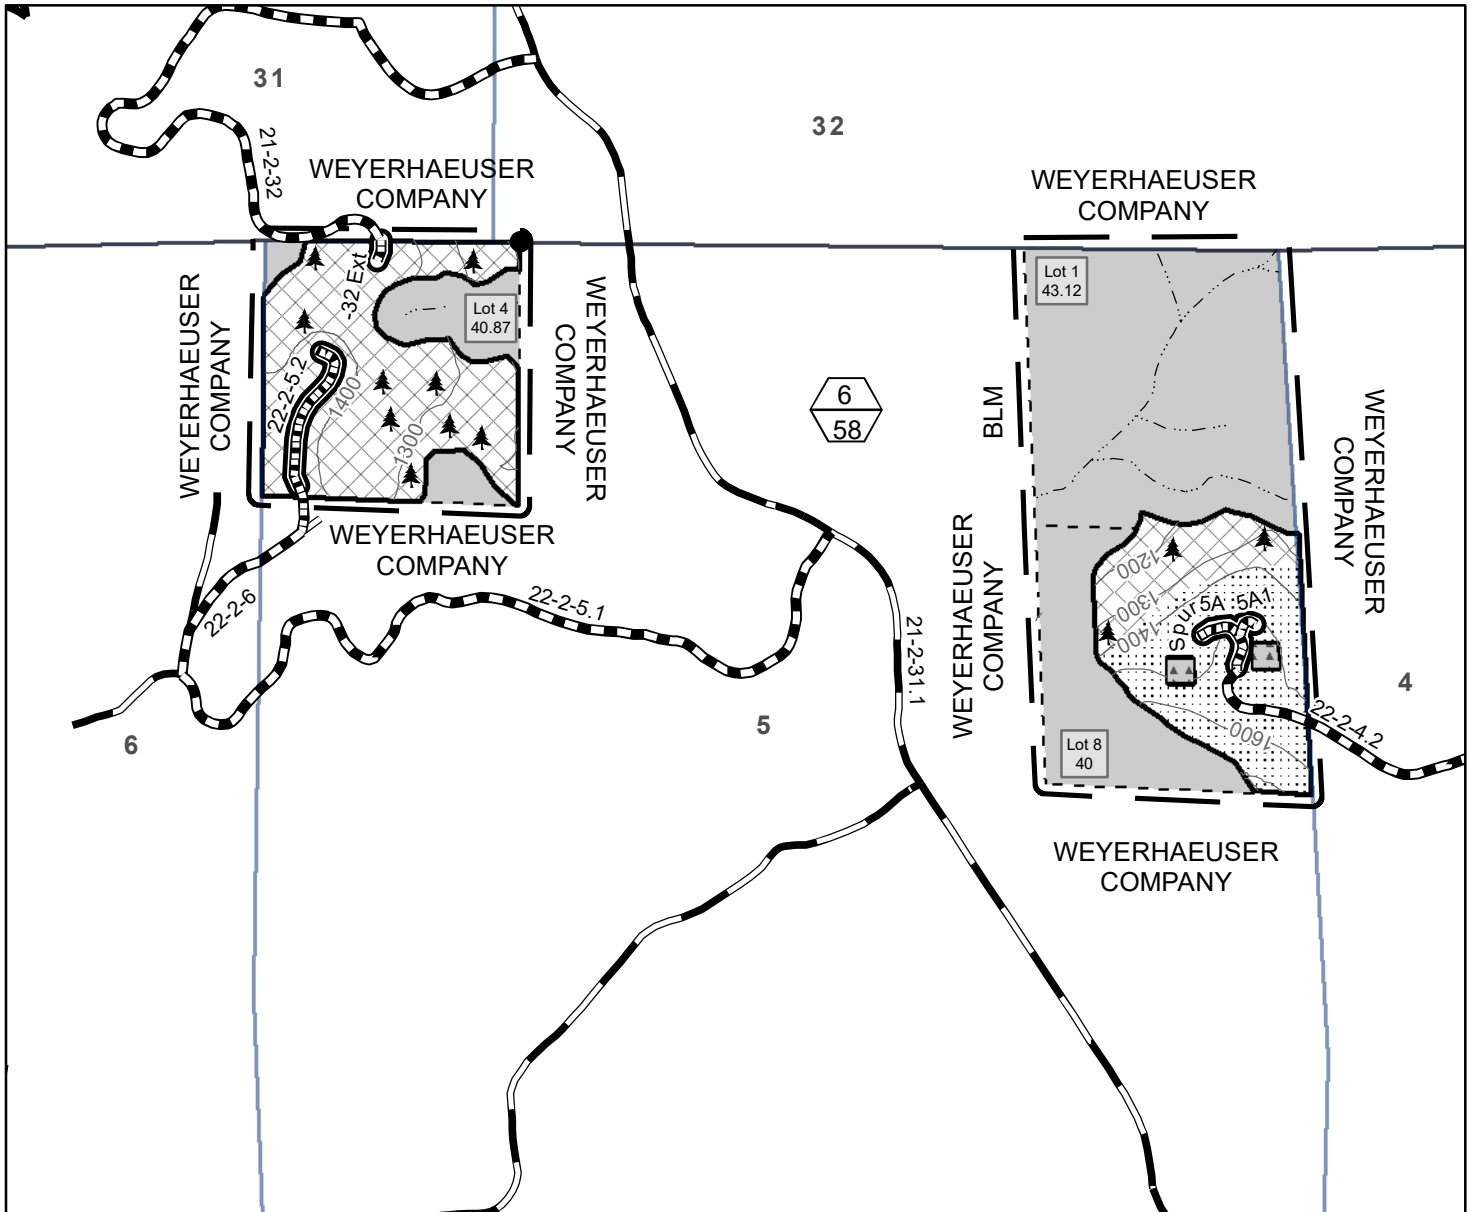 31
32
21-2-32
WEYERHAEUSER
COMPANY
WEYERHAEUSER
COMPANY
-32 Ext
Lot 4
40.87
WEYERHAEUSER
COMPANY
WEYERHAEUSER
COMPANY
22-2-5.2
1400
1300
WEYERHAEUSER
COMPANY
22-2-6
22-2-5.1
6
58
Lot 1
43.12
BLM
WEYERHAEUSER
COMPANY
WEYERHAEUSER
COMPANY
1200
1300
1400
Spur 5A
5A1
21-2-31.1
1600
22-2-4.2
Lot 8
40
6
5
4
WEYERHAEUSER
COMPANY